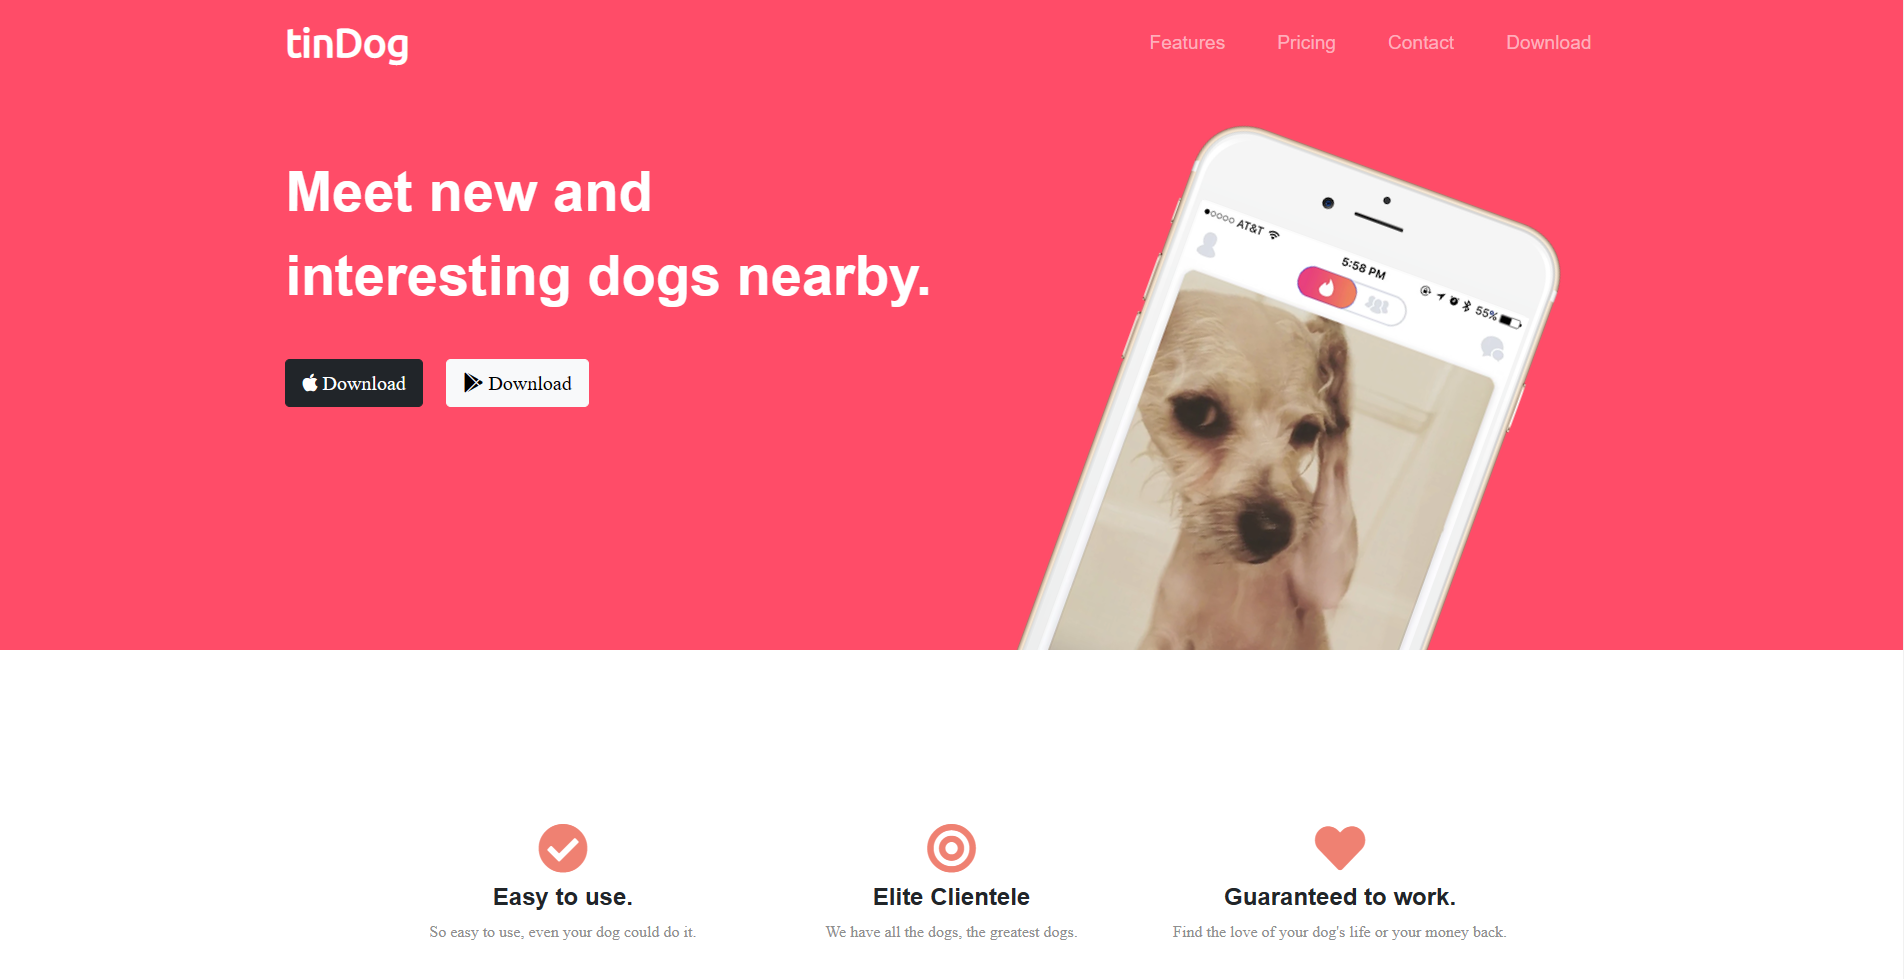 tinDog
Features Pricing Contact Download
Meet new and
interesting dogs nearby.
Download Download
AT&T
5:58 PM
55%
Easy to use. Elite Clientele Guaranteed to work.
So easy to use, even your dog could do it. We have all the dogs, the greatest dogs. Find the love of your dog's life or your money back.